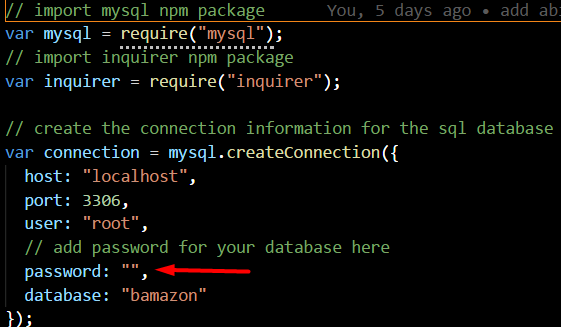 // import mysql npm package You, 5 days ago • add
var mysql = require("mysql");
// import inquirer npm package
var inquirer = require("inquirer");
// create the connection information for the sql database
var connection = mysql.createConnection({
host: "localhost",
port: 3306,
user: "root",
// add password for your database here
password: "",
database: "bamazon"
});